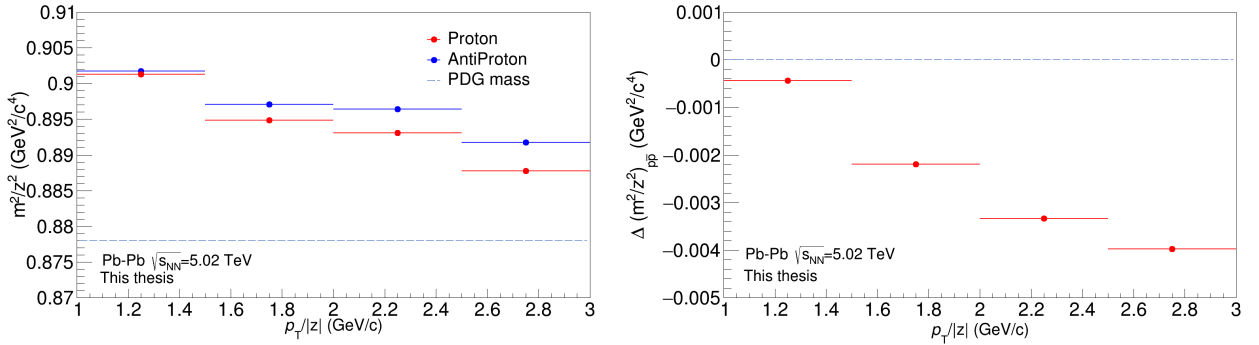 0.91
0.905
0.9
0.895
0.89
0.885
0.88
0.875
0.87
m²/z² (GeV²/c⁴)
Proton
AntiProton
PDG mass
Pb-Pb √s_NN=5.02 TeV
This thesis
1 1.2 1.4 1.6 1.8 2 2.2 2.4 2.6 2.8 3
p_T/|z| (GeV/c)
0.001
0
−0.001
−0.002
−0.003
−0.004
−0.005
Δ (m²/z²)_pp̅ (GeV²/c⁴)
Pb-Pb √s_NN=5.02 TeV
This thesis
1 1.2 1.4 1.6 1.8 2 2.2 2.4 2.6 2.8 3
p_T/|z| (GeV/c)